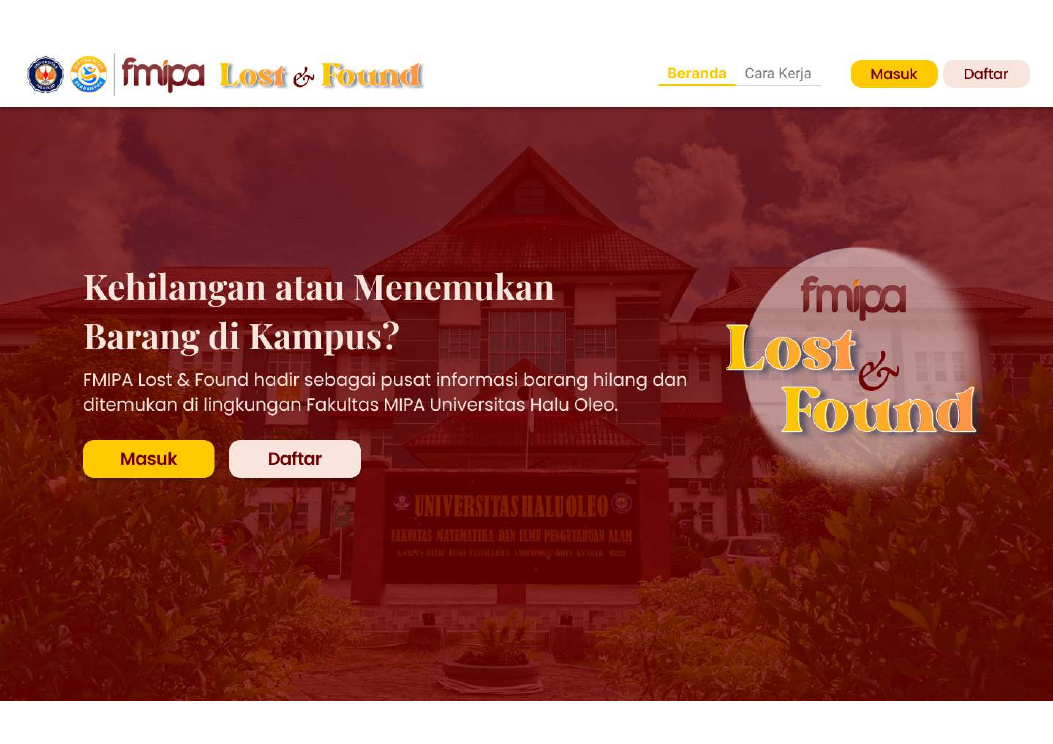 fmipa Lost & Found
Beranda
Cara Kerja
Masuk
Daftar
Kehilangan atau Menemukan
Barang di Kampus?
FMIPA Lost & Found hadir sebagai pusat informasi barang hilang dan
ditemukan di lingkungan Fakultas MIPA Universitas Halu Oleo.
Masuk
Daftar
fmipa
Lost
&
Found
UNIVERSITAS HALUOLEO
FAKULTAS MATEMATIKA DAN ILMU PENGETAHUAN ALAM